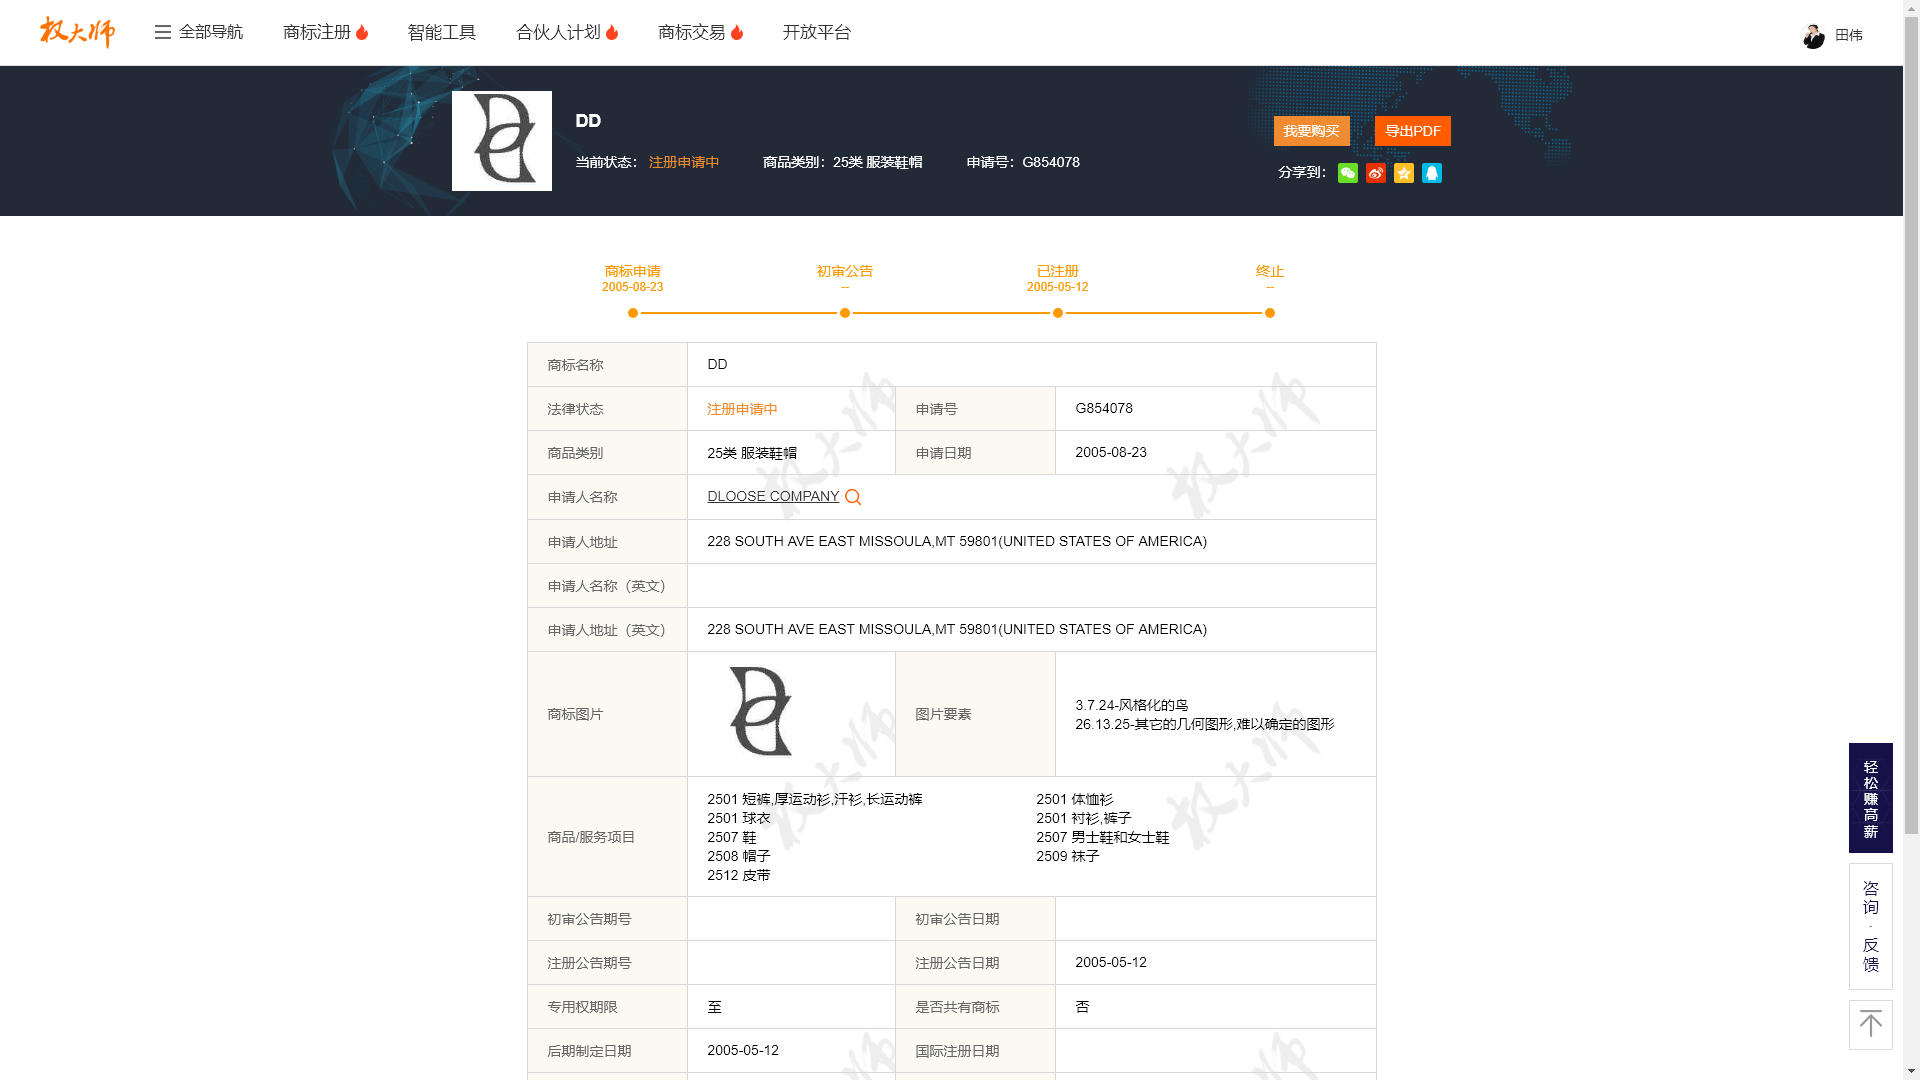 权大师 全部导航 商标注册 智能工具 合伙人计划 商标交易 开放平台 田伟
DD
我要购买 导出PDF
当前状态： 注册申请中 商品类别：25类 服装鞋帽 申请号：G854078
分享到：
商标申请 初审公告 已注册 终止
2005-08-23 -- 2005-05-12 --
商标名称 DD
法律状态 注册申请中 申请号 G854078
商品类别 25类 服装鞋帽 申请日期 2005-08-23
申请人名称 DLOOSE COMPANY
申请人地址 228 SOUTH AVE EAST MISSOULA,MT 59801(UNITED STATES OF AMERICA)
申请人名称（英文）
申请人地址（英文） 228 SOUTH AVE EAST MISSOULA,MT 59801(UNITED STATES OF AMERICA)
商标图片 图片要素
3.7.24-风格化的鸟
26.13.25-其它的几何图形,难以确定的图形
商品/服务项目
2501 短裤,厚运动衫,汗衫,长运动裤 2501 体恤衫
2501 球衣 2501 衬衫,裤子
2507 鞋 2507 男士鞋和女士鞋
2508 帽子 2509 袜子
2512 皮带
初审公告期号 初审公告日期
注册公告期号 注册公告日期 2005-05-12
专用权期限 至 是否共有商标 否
后期制定日期 2005-05-12 国际注册日期
轻松赚高薪
咨询·反馈
权大师
权大师
权大师
权大师